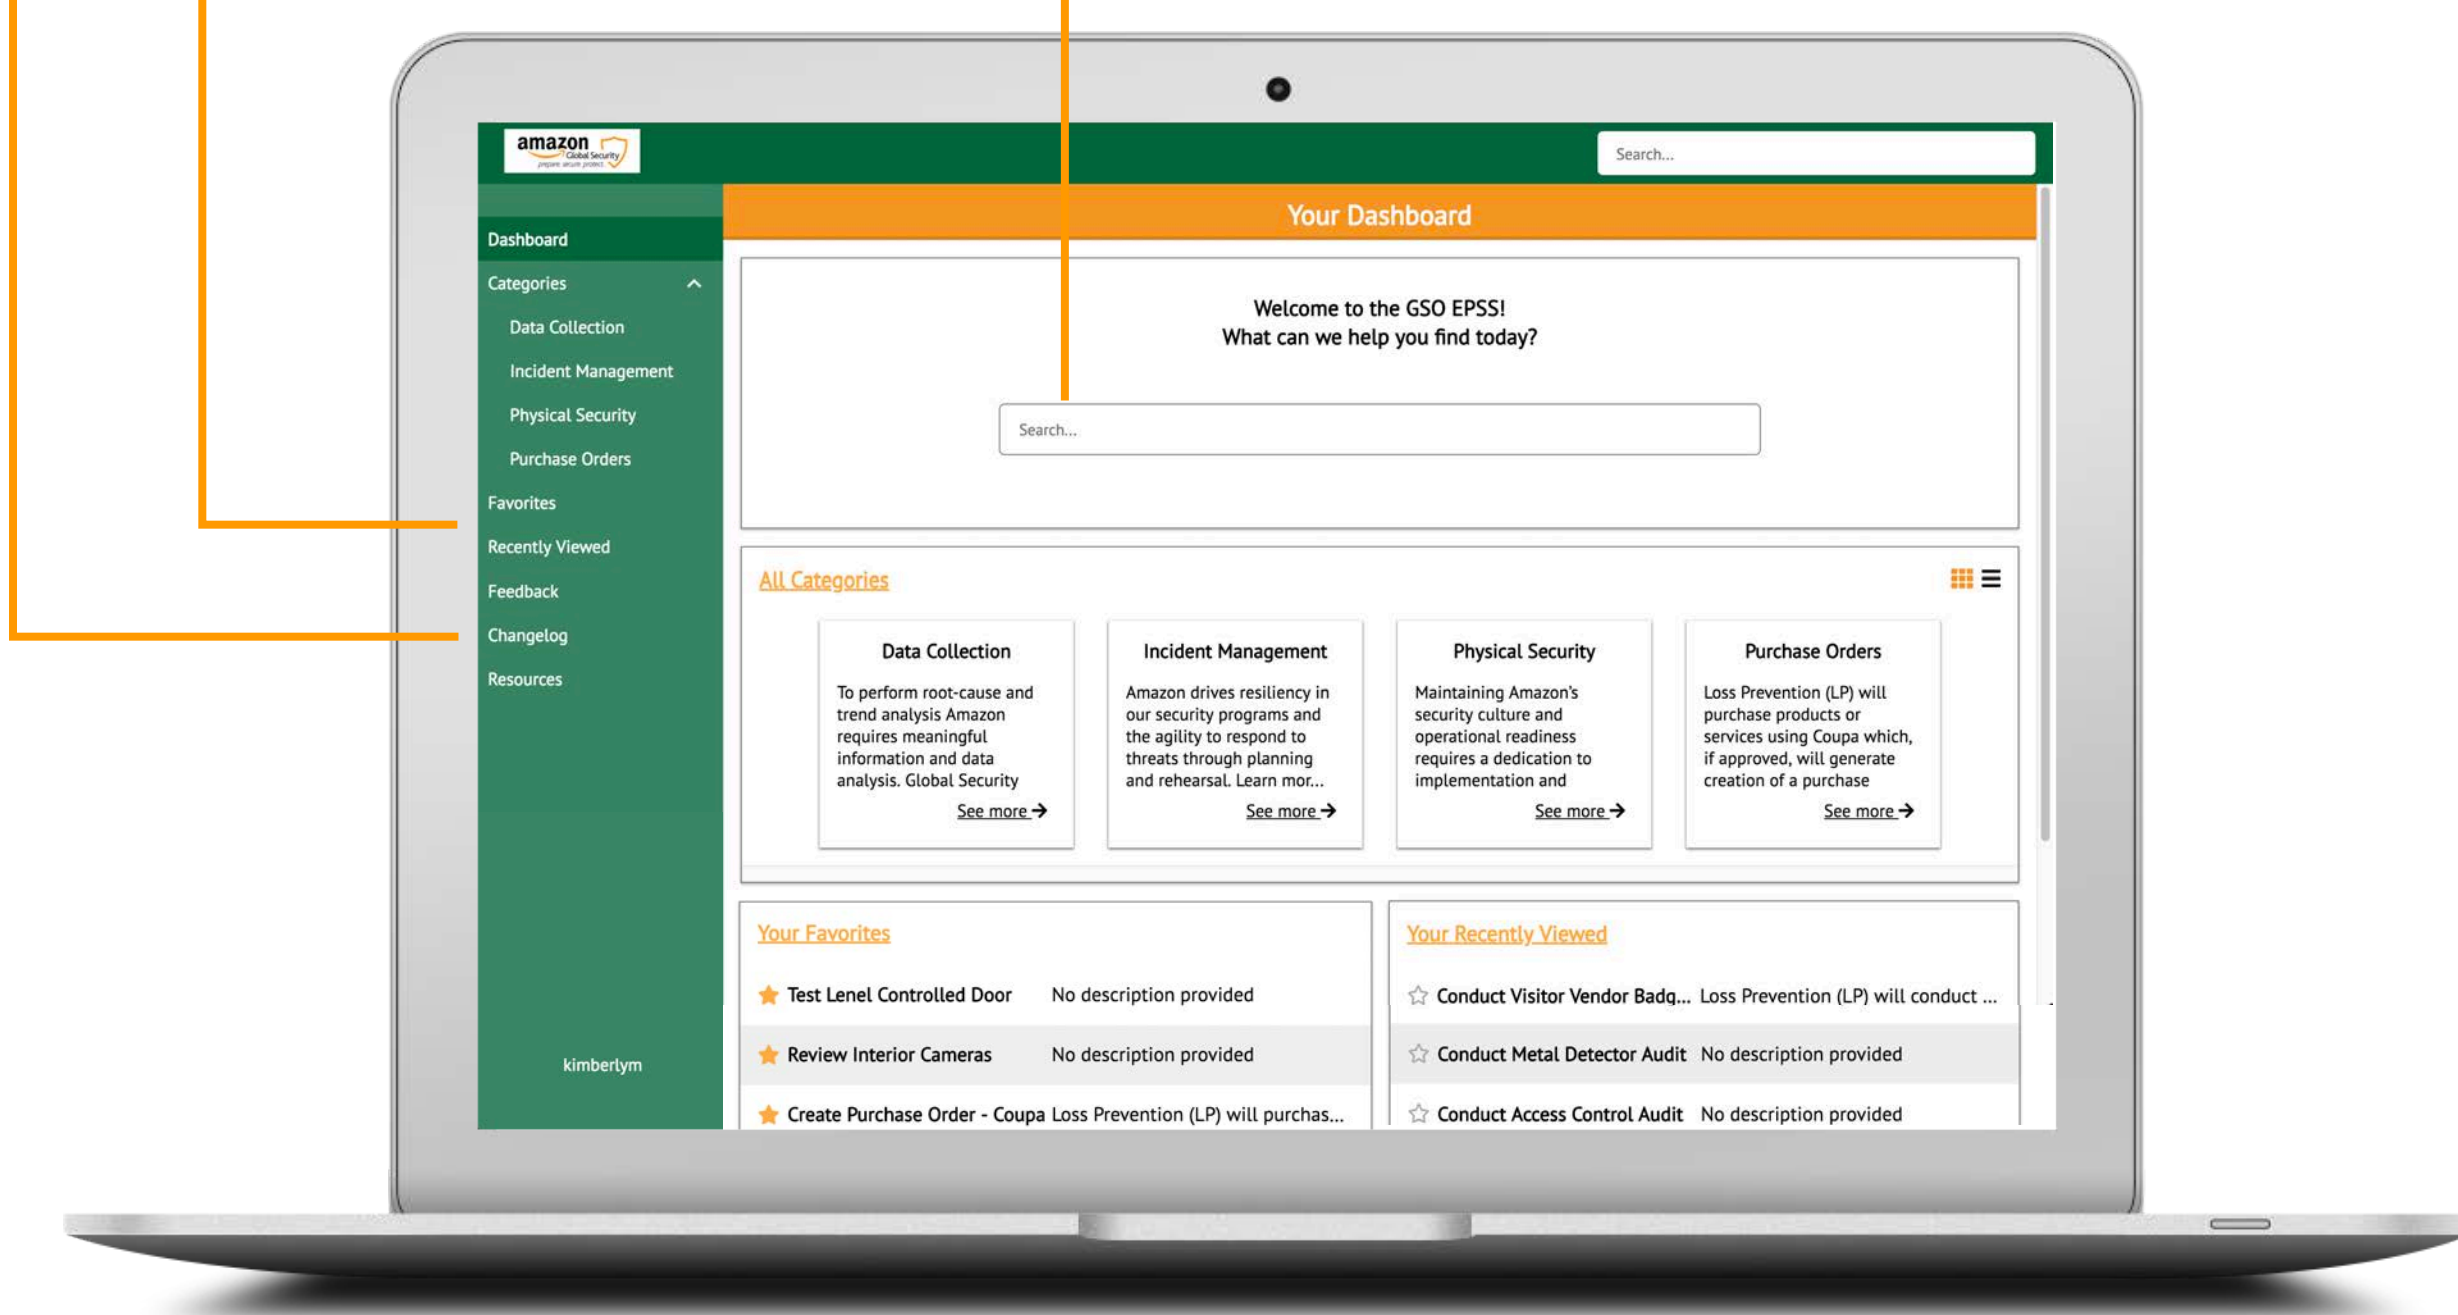 amazon
Global Security
prepare. secure. protect.
Search...
Your Dashboard
Dashboard
Categories
Data Collection
Incident Management
Physical Security
Purchase Orders
Favorites
Recently Viewed
Feedback
Changelog
Resources
kimberlym
Welcome to the GSO EPSS!
What can we help you find today?
Search...
All Categories
Data Collection
To perform root-cause and
trend analysis Amazon
requires meaningful
information and data
analysis. Global Security
See more
Incident Management
Amazon drives resiliency in
our security programs and
the agility to respond to
threats through planning
and rehearsal. Learn mor...
See more
Physical Security
Maintaining Amazon's
security culture and
operational readiness
requires a dedication to
implementation and
See more
Purchase Orders
Loss Prevention (LP) will
purchase products or
services using Coupa which,
if approved, will generate
creation of a purchase
See more
Your Favorites
Test Lenel Controlled Door No description provided
Review Interior Cameras No description provided
Create Purchase Order - Coupa Loss Prevention (LP) will purchas...
Your Recently Viewed
Conduct Visitor Vendor Badg... Loss Prevention (LP) will conduct ...
Conduct Metal Detector Audit No description provided
Conduct Access Control Audit No description provided